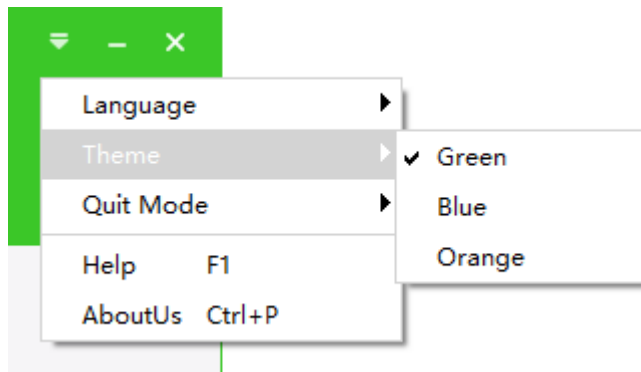 Language
Theme
Green
Quit Mode
Blue
Orange
Help F1
AboutUs Ctrl+P